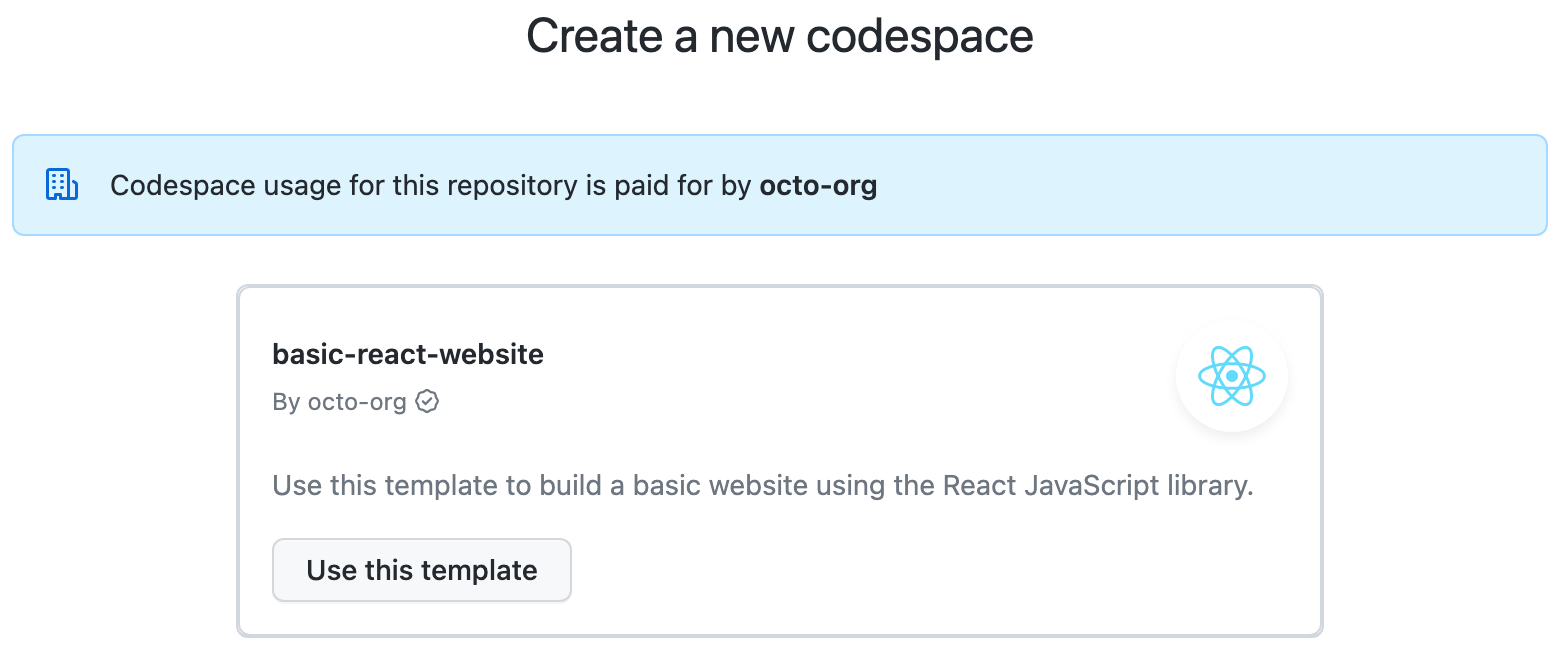 Create a new codespace
Codespace usage for this repository is paid for by octo-org
basic-react-website
By octo-org
Use this template to build a basic website using the React JavaScript library.
Use this template